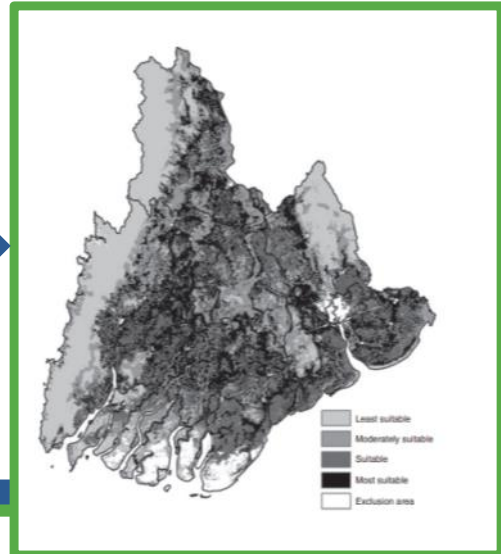 Least suitable
Moderately suitable
Suitable
Most suitable
Exclusion area